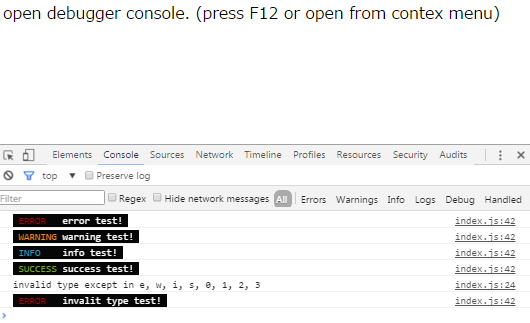 open debugger console. (press F12 or open from contex menu)
Elements Console Sources Network Timeline Profiles Resources Security Audits
top ▼ Preserve log
Filter Regex Hide network messages All Errors Warnings Info Logs Debug Handled
ERROR error test! index.js:42
WARNING warning test! index.js:42
INFO info test! index.js:42
SUCCESS success test! index.js:42
invalid type except in e, w, i, s, 0, 1, 2, 3 index.js:24
ERROR invalit type test! index.js:42